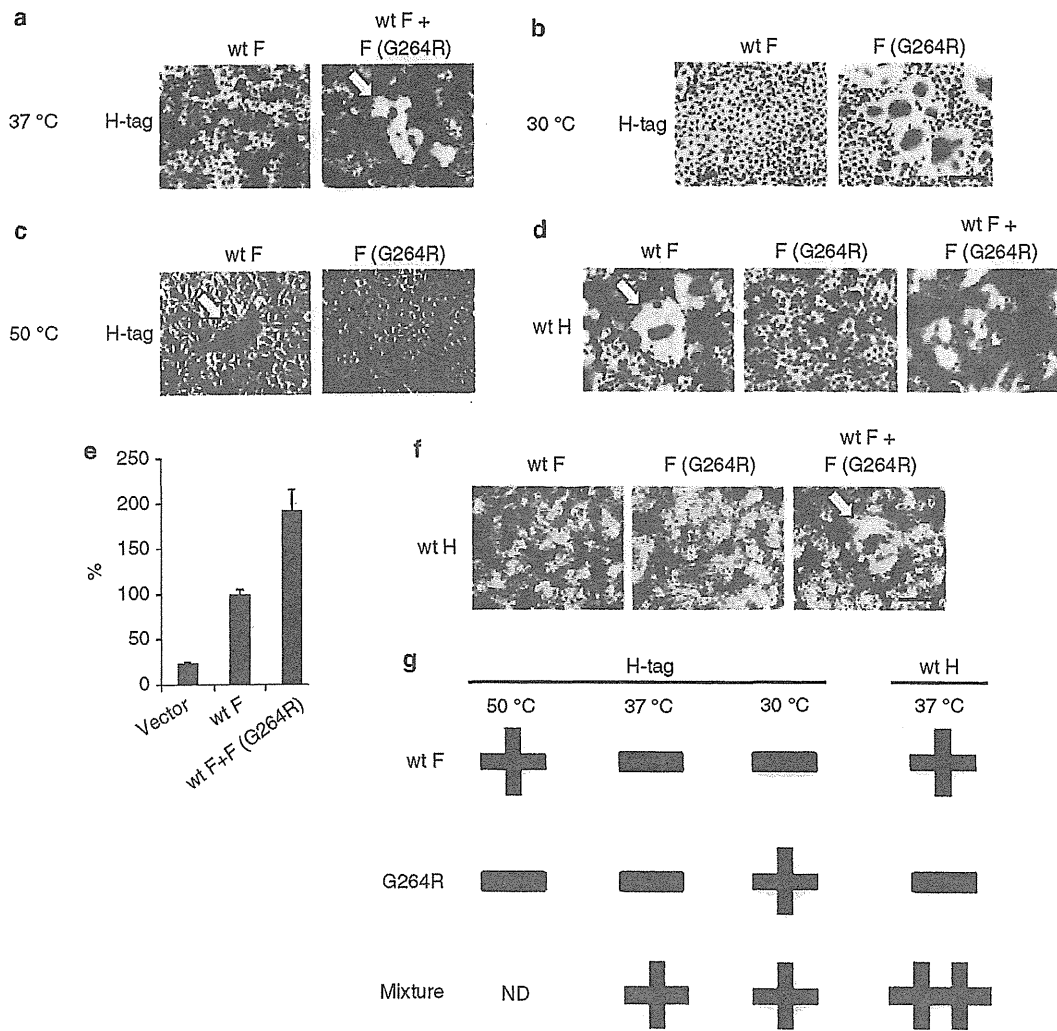 a
wt F
wt F +
F (G264R)
37 °C
H-tag
b
wt F
F (G264R)
30 °C
H-tag
c
wt F
F (G264R)
50 °C
H-tag
d
wt F
F (G264R)
wt F +
F (G264R)
wt H
e
250
200
150
100
50
0
%
Vector
wt F
wt F+F (G264R)
f
wt F
F (G264R)
wt F +
F (G264R)
wt H
g
H-tag
wt H
50 °C
37 °C
30 °C
37 °C
wt F
G264R
Mixture
ND